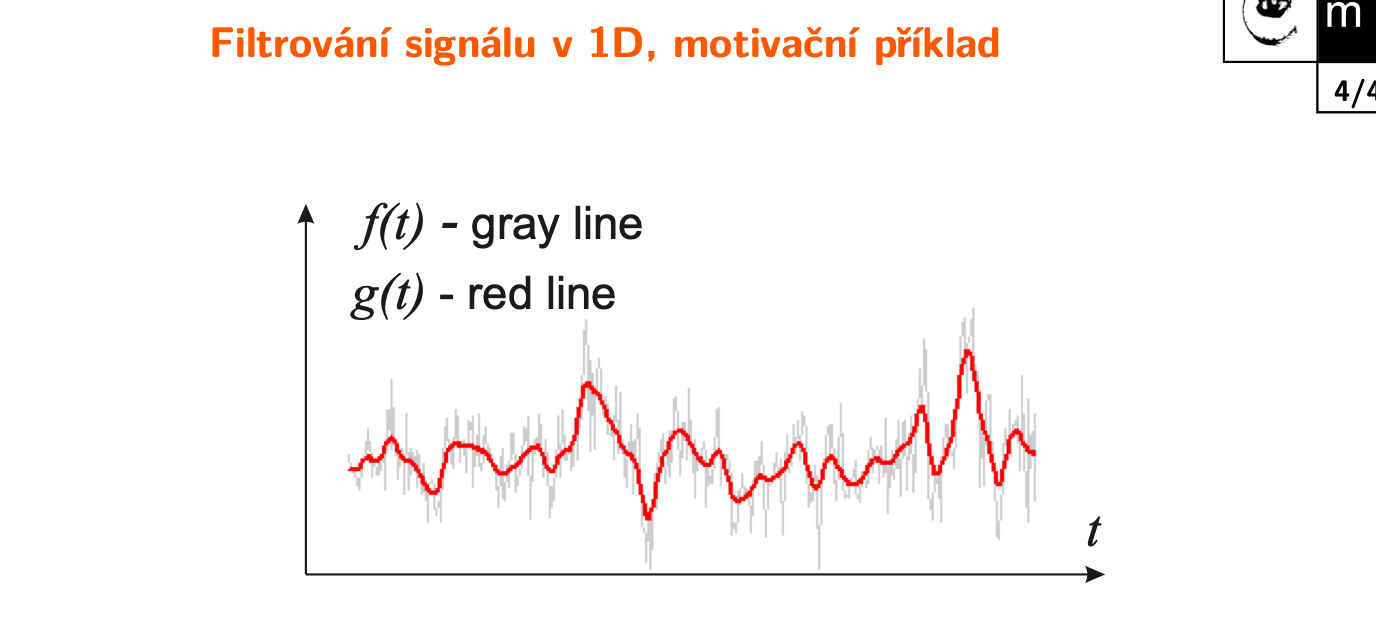 Filtrování signálu v 1D, motivační příklad
m
4/4
f(t) - gray line
g(t) - red line
t